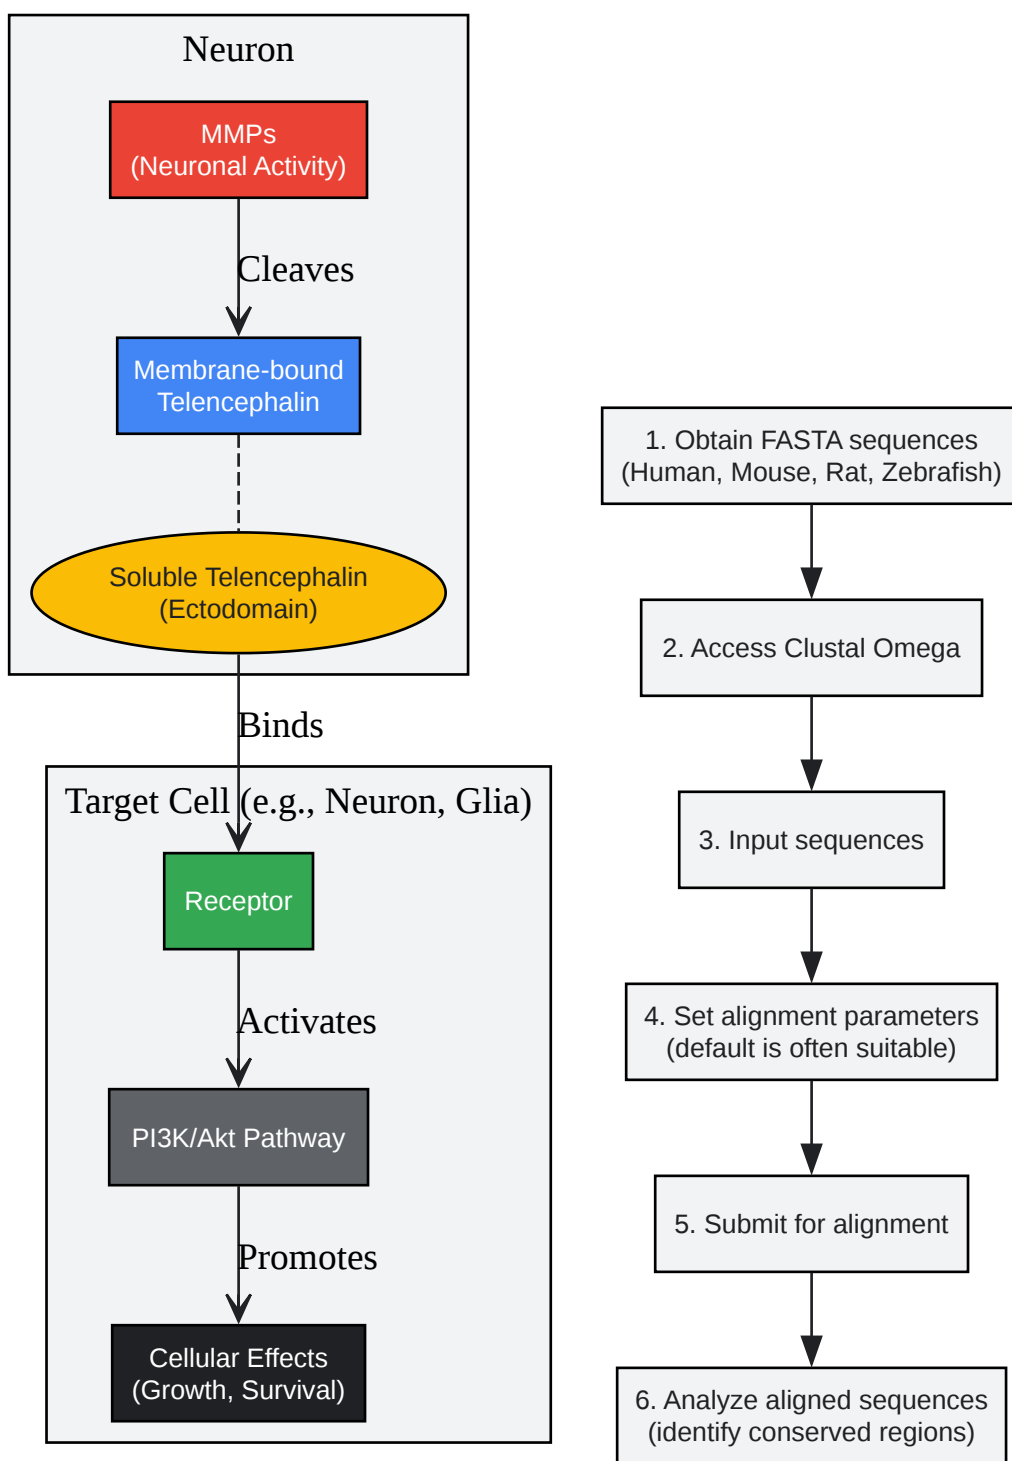 Neuron
MMPs
(Neuronal Activity)
Cleaves
Membrane-bound
Telencephalin
Soluble Telencephalin
(Ectodomain)
Binds
Target Cell (e.g., Neuron, Glia)
Receptor
Activates
PI3K/Akt Pathway
Promotes
Cellular Effects
(Growth, Survival)
1. Obtain FASTA sequences
(Human, Mouse, Rat, Zebrafish)
2. Access Clustal Omega
3. Input sequences
4. Set alignment parameters
(default is often suitable)
5. Submit for alignment
6. Analyze aligned sequences
(identify conserved regions)